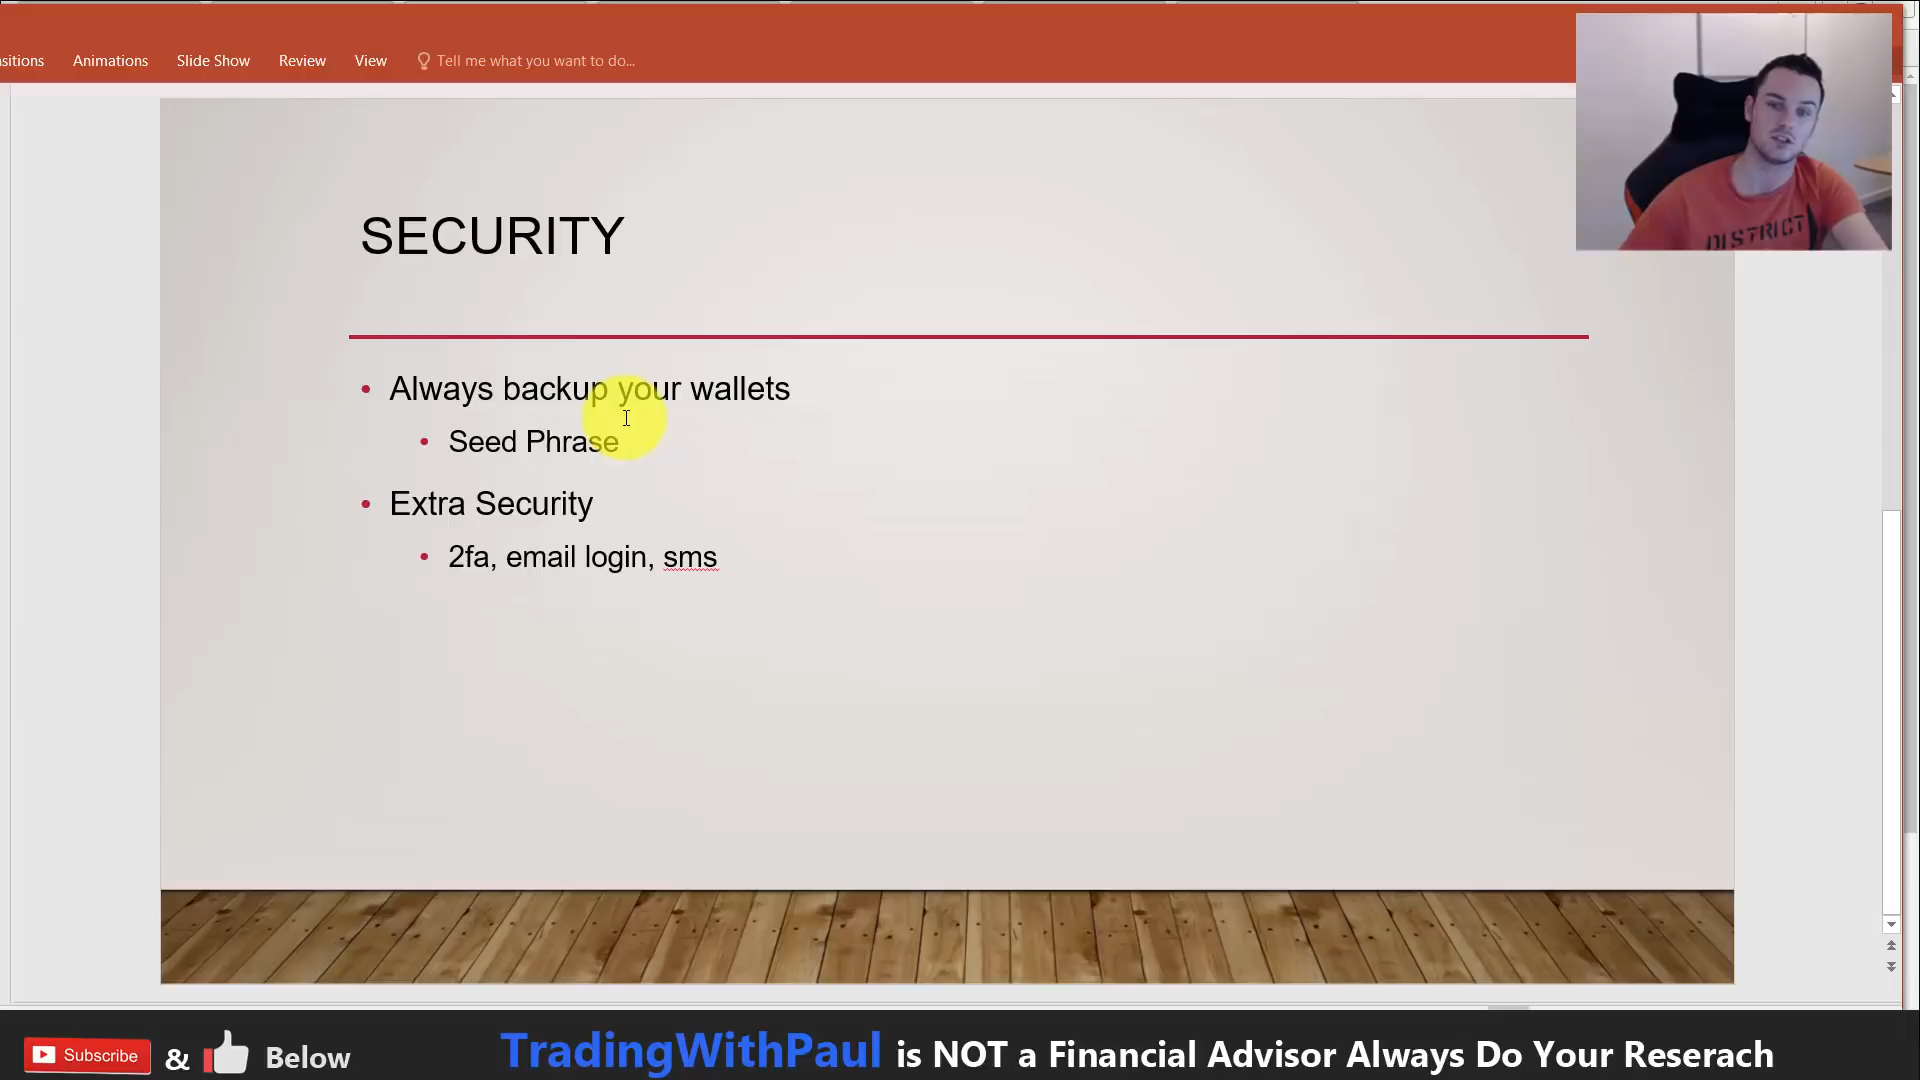 Animations Slide Show Review View Tell me what you want to do...
DISTRICT
SECURITY
• Always backup your wallets
• Seed Phrase
• Extra Security
• 2fa, email login, sms
Subscribe & Below TradingWithPaul is NOT a Financial Advisor Always Do Your Reserach